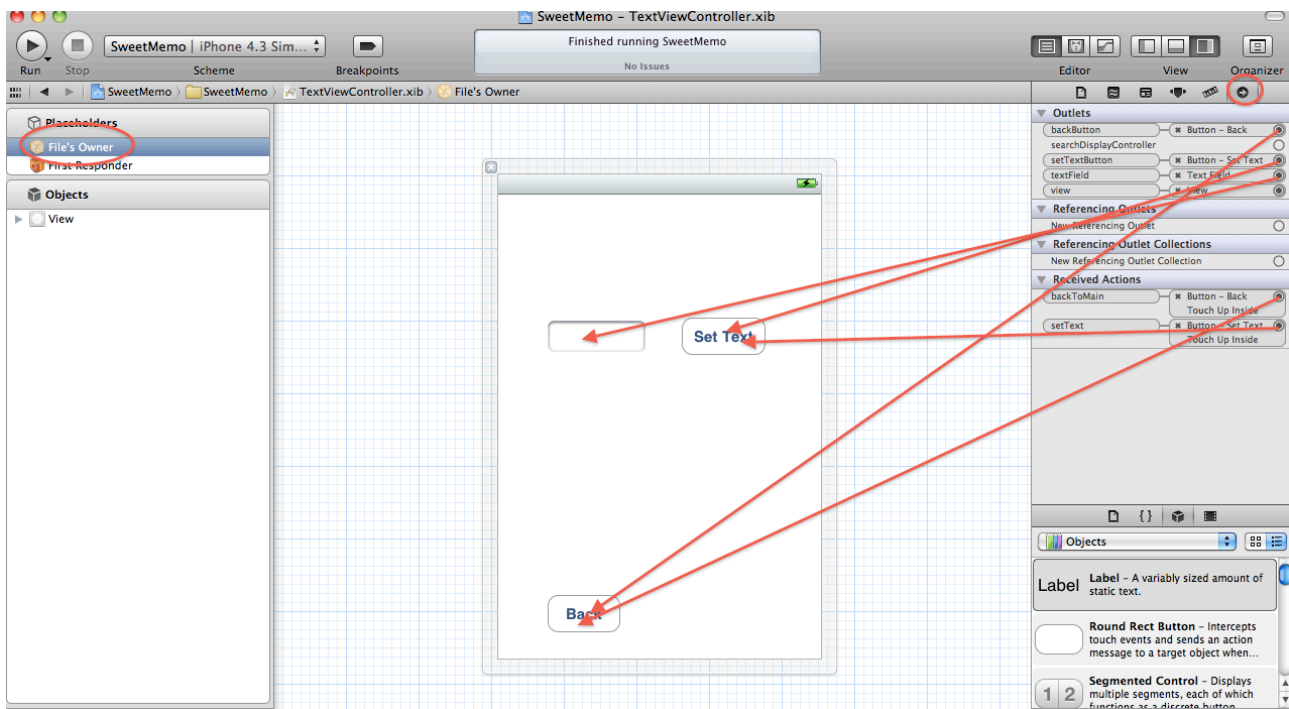 SweetMemo – TextViewController.xib
SweetMemo | iPhone 4.3 Sim...
Finished running SweetMemo
No Issues
Run Stop Scheme Breakpoints Editor View Organizer
SweetMemo SweetMemo TextViewController.xib File's Owner
Placeholders
File's Owner
First Responder
Objects
View
Set Text
Back
Outlets
backButton Button – Back
searchDisplayController
setTextButton Button – Set Text
textField Text Field
view View
Referencing Outlets
New Referencing Outlet
Referencing Outlet Collections
New Referencing Outlet Collection
Received Actions
backToMain Button – Back
Touch Up Inside
setText Button – Set Text
Touch Up Inside
{}
Objects
Label
Label – A variably sized amount of
static text.
Round Rect Button – Intercepts
touch events and sends an action
message to a target object when...
1 2
Segmented Control – Displays
multiple segments, each of which
functions as a discrete button.